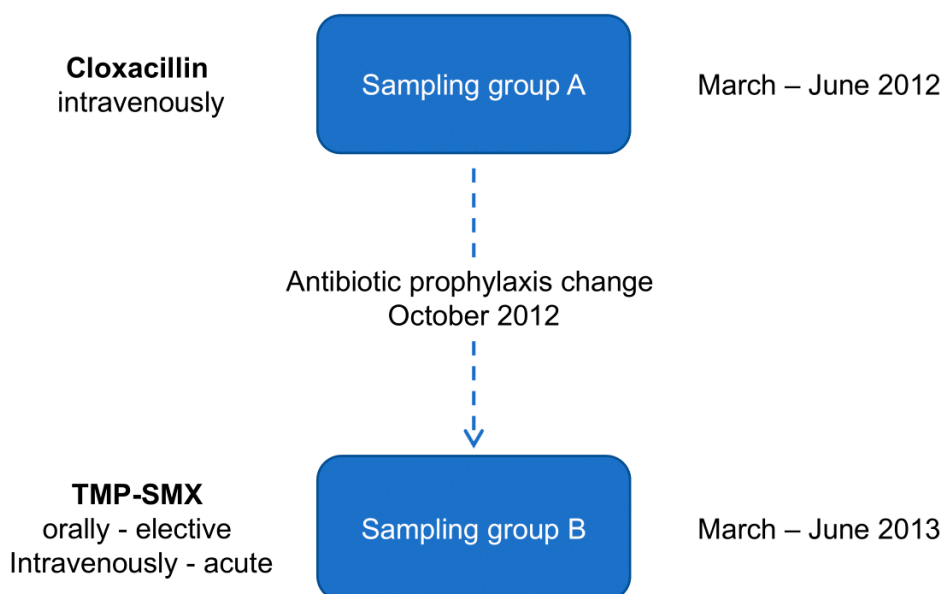 Cloxacillin
intravenously
Sampling group A
March – June 2012
Antibiotic prophylaxis change
October 2012
TMP-SMX
orally - elective
Intravenously - acute
Sampling group B
March – June 2013